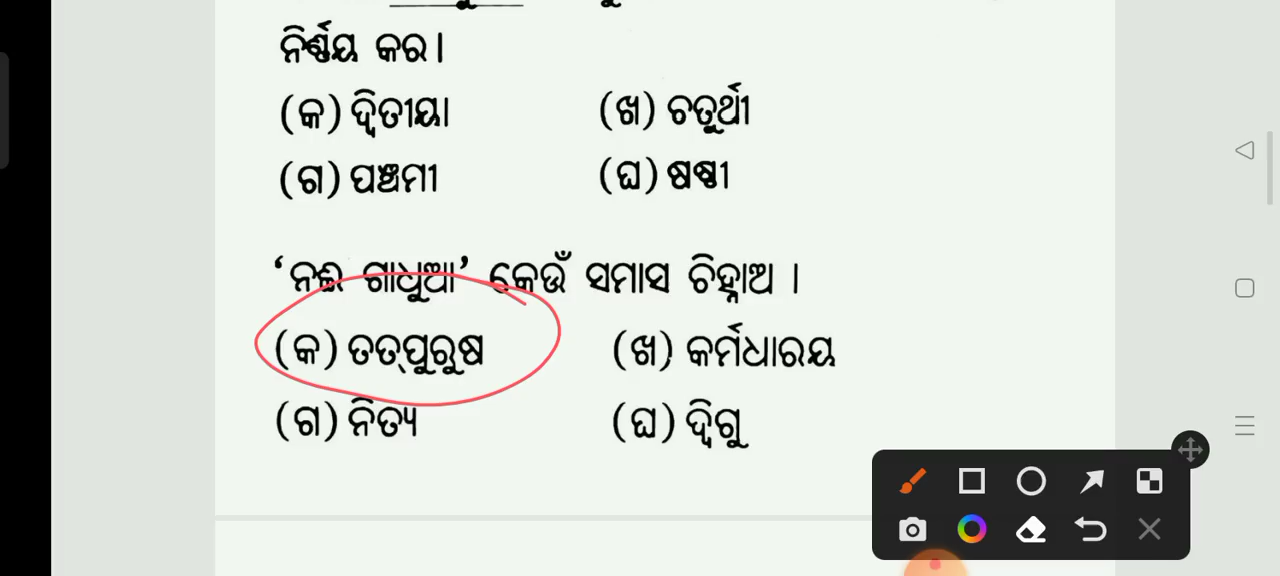 ନିର୍ଣ୍ଣୟ କର।
(କ) ଦ୍ୱିତୀୟା (ଖ) ଚତୁର୍ଥୀ
(ଗ) ପଞ୍ଚମୀ (ଘ) ଷଷ୍ଠୀ
‘ନଈ ଗାଧୁଆ’ କେଉଁ ସମାସ ଚିହ୍ନାଅ ।
(କ) ତତ୍‌ପୁରୁଷ (ଖ) କର୍ମଧାରୟ
(ଗ) ନିତ୍ୟ (ଘ) ଦ୍ୱିଗୁ